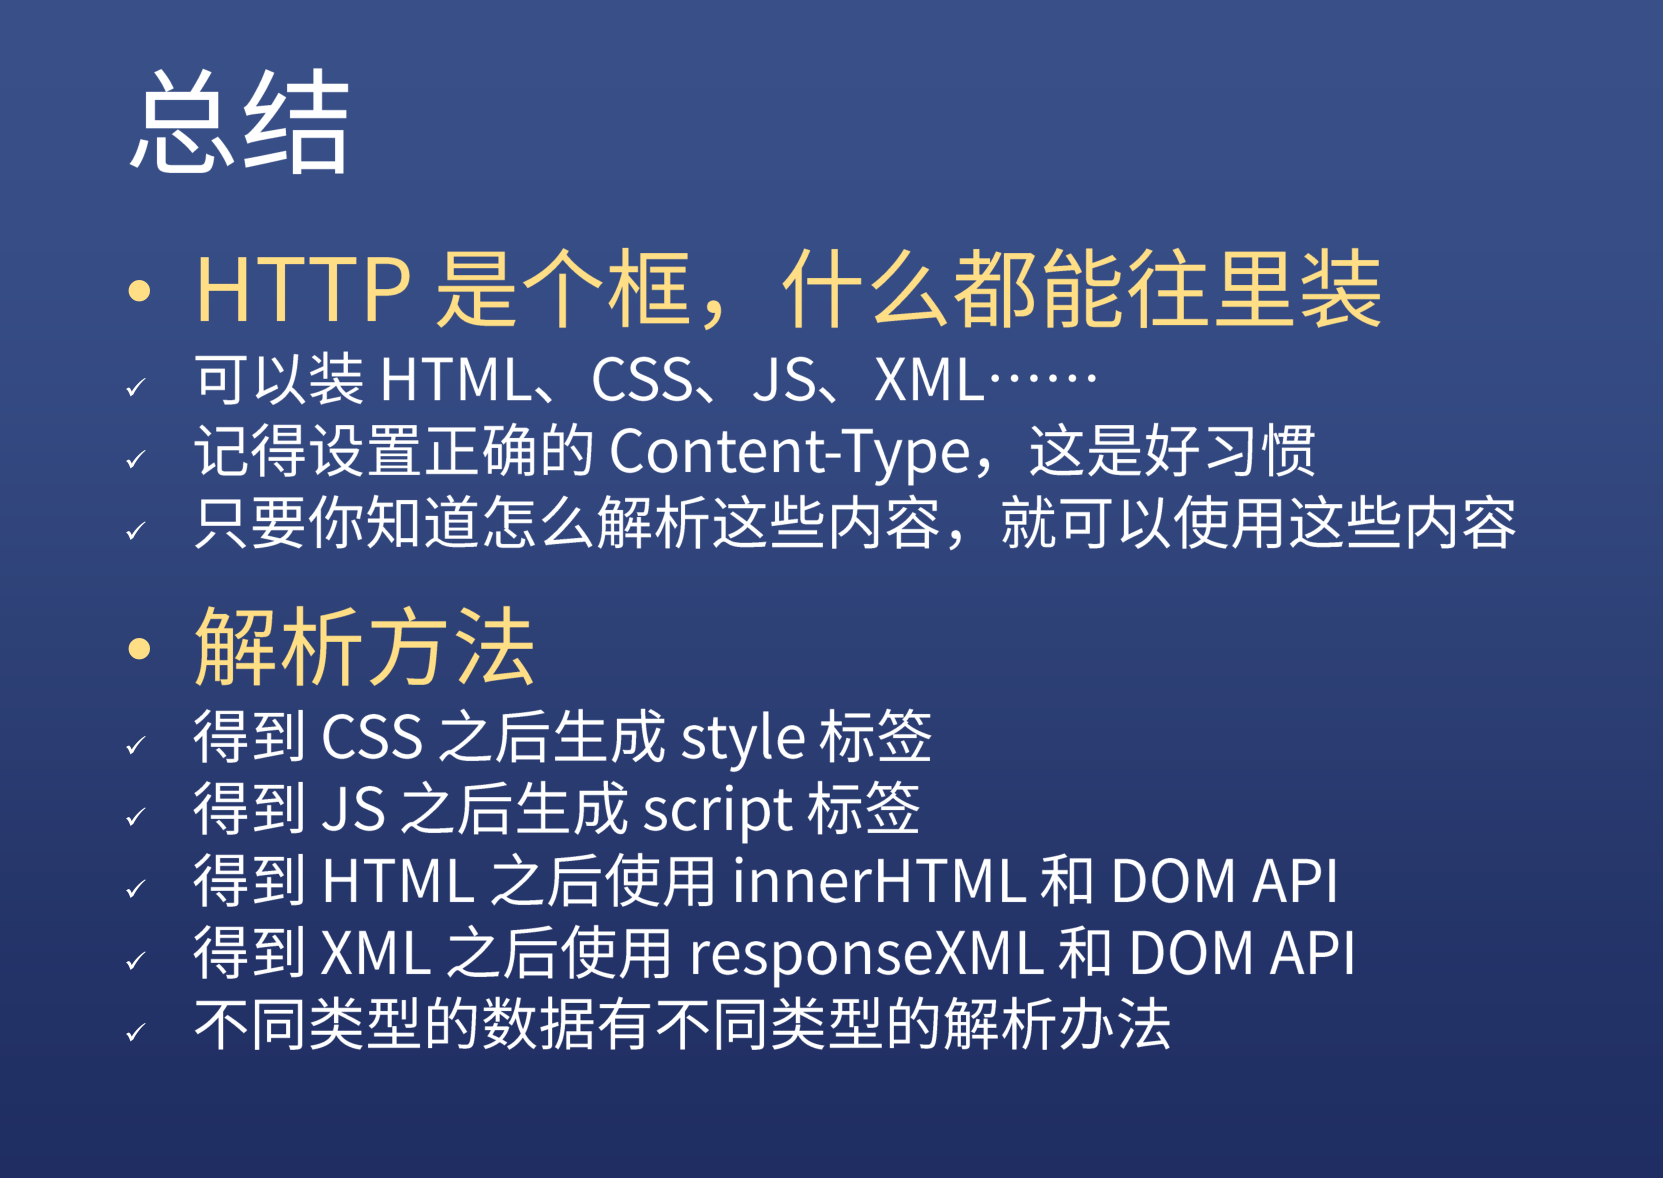 总结
• HTTP 是个框，什么都能往里装
✓ 可以装 HTML、CSS、JS、XML……
✓ 记得设置正确的 Content-Type，这是好习惯
✓ 只要你知道怎么解析这些内容，就可以使用这些内容
• 解析方法
✓ 得到 CSS 之后生成 style 标签
✓ 得到 JS 之后生成 script 标签
✓ 得到 HTML 之后使用 innerHTML 和 DOM API
✓ 得到 XML 之后使用 responseXML 和 DOM API
✓ 不同类型的数据有不同类型的解析办法